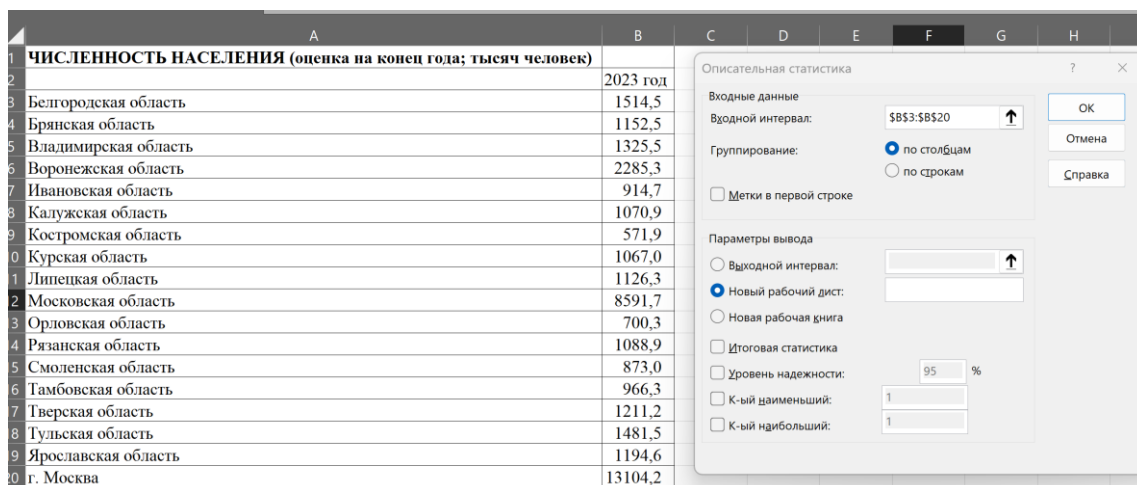 A B C D E F G H
1 ЧИСЛЕННОСТЬ НАСЕЛЕНИЯ (оценка на конец года; тысяч человек)
2 2023 год
3 Белгородская область 1514,5
4 Брянская область 1152,5
5 Владимирская область 1325,5
6 Воронежская область 2285,3
7 Ивановская область 914,7
8 Калужская область 1070,9
9 Костромская область 571,9
10 Курская область 1067,0
11 Липецкая область 1126,3
12 Московская область 8591,7
13 Орловская область 700,3
14 Рязанская область 1088,9
15 Смоленская область 873,0
16 Тамбовская область 966,3
17 Тверская область 1211,2
18 Тульская область 1481,5
19 Ярославская область 1194,6
20 г. Москва 13104,2
Описательная статистика ? ×
Входные данные
Входной интервал: $B$3:$B$20
Группирование: по столбцам
по строкам
Метки в первой строке
Параметры вывода
Выходной интервал:
Новый рабочий лист:
Новая рабочая книга
Итоговая статистика
Уровень надежности: 95 %
К-ый наименьший: 1
К-ый наибольший: 1
ОК
Отмена
Справка